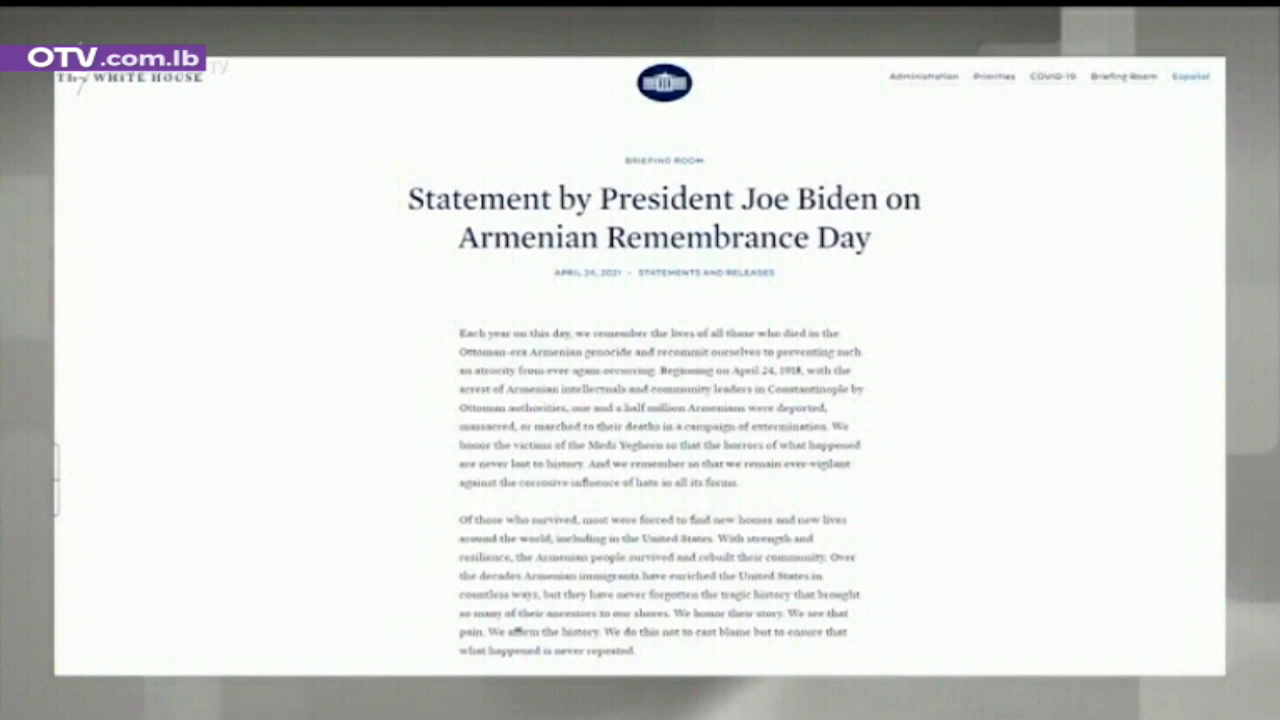 OTV.com.lb
THE WHITE HOUSE
Administration Priorities COVID-19 Briefing Room Español
BRIEFING ROOM
Statement by President Joe Biden on
Armenian Remembrance Day
APRIL 24, 2021 • STATEMENTS AND RELEASES
Each year on this day, we remember the lives of all those who died in the
Ottoman-era Armenian genocide and recommit ourselves to preventing such
an atrocity from ever again occurring. Beginning on April 24, 1915, with the
arrest of Armenian intellectuals and community leaders in Constantinople by
Ottoman authorities, one and a half million Armenians were deported,
massacred, or marched to their deaths in a campaign of extermination. We
honor the victims of the Meds Yeghern so that the horrors of what happened
are never lost to history. And we remember so that we remain ever-vigilant
against the corrosive influence of hate in all its forms.
Of those who survived, most were forced to find new homes and new lives
around the world, including in the United States. With strength and
resilience, the Armenian people survived and rebuilt their community. Over
the decades Armenian immigrants have enriched the United States in
countless ways, but they have never forgotten the tragic history that brought
so many of their ancestors to our shores. We honor their story. We see that
pain. We affirm the history. We do this not to cast blame but to ensure that
what happened is never repeated.